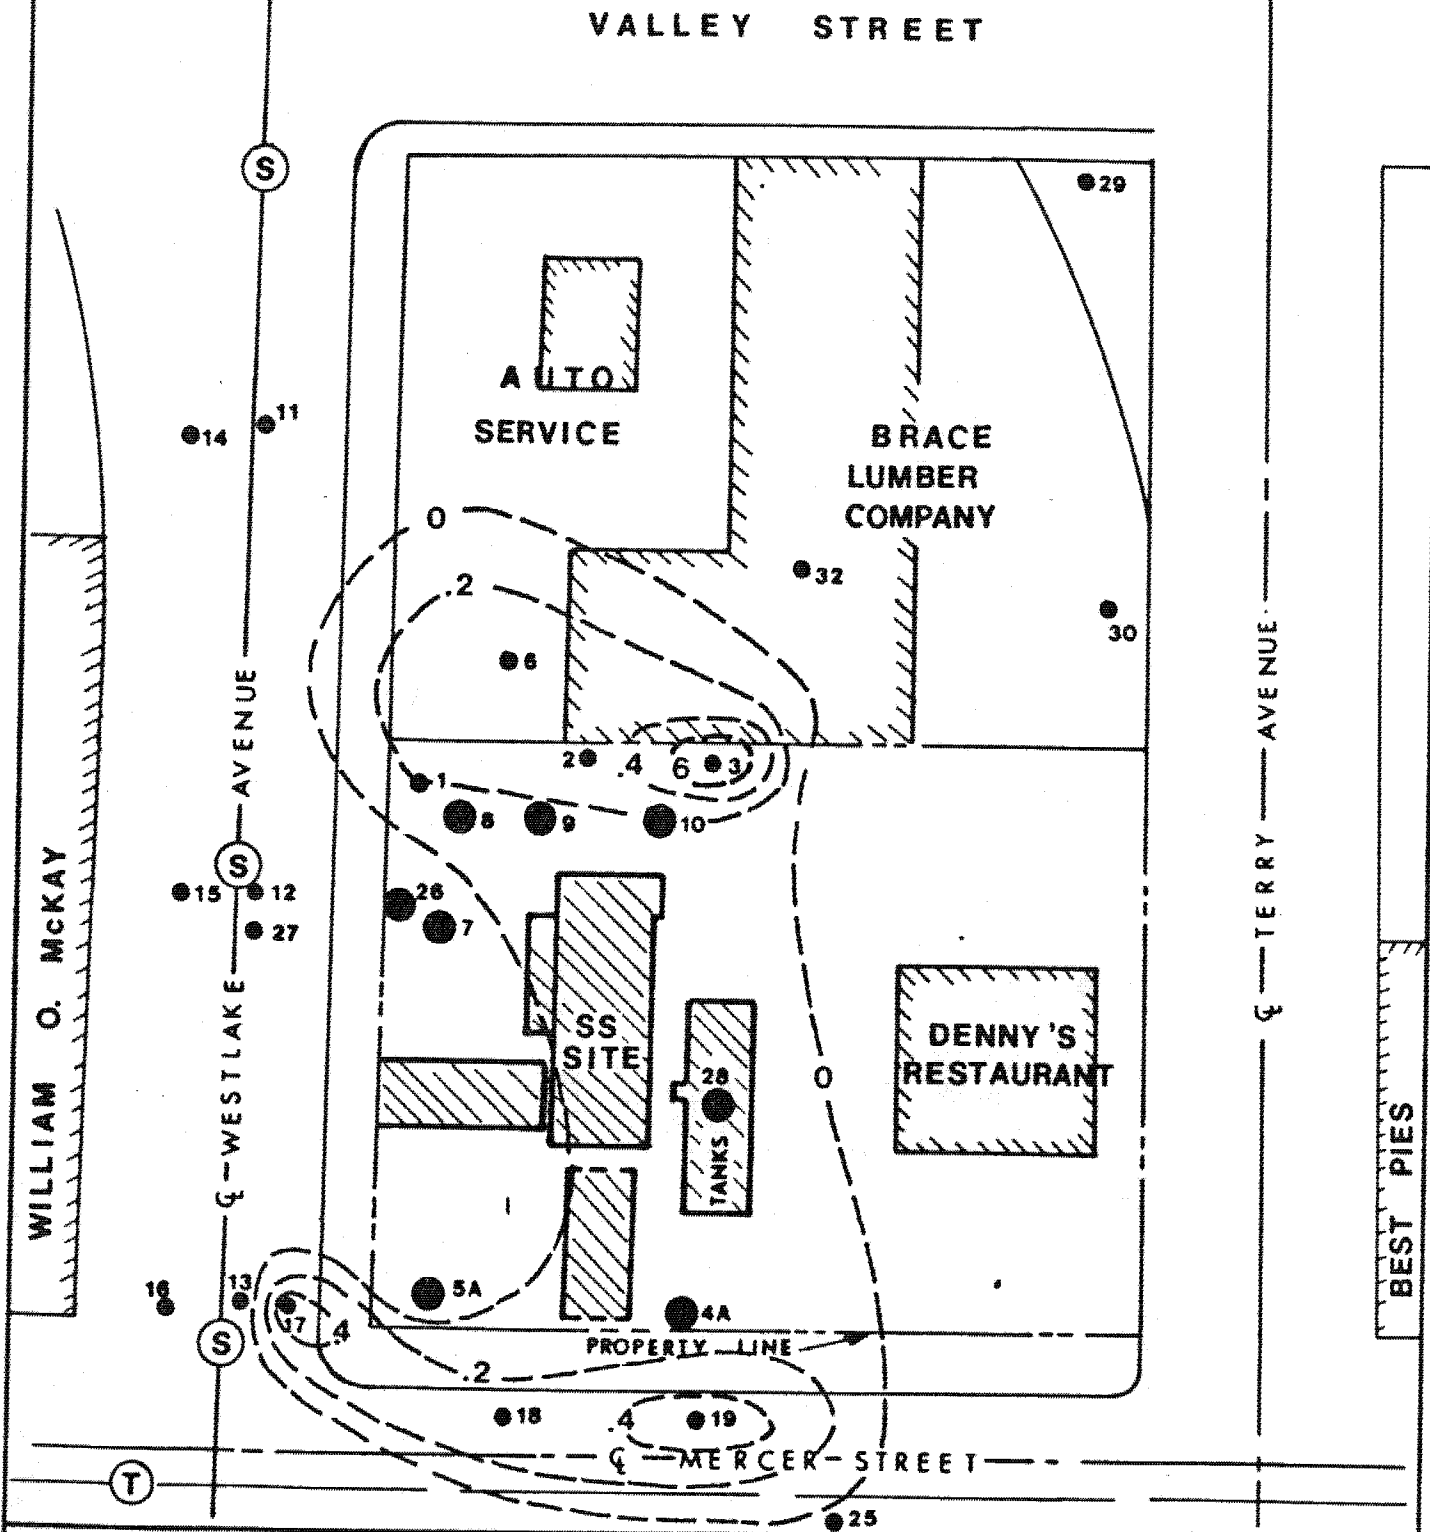 VALLEY STREET
S
29
AUTO
SERVICE
11
14
BRACE
LUMBER
COMPANY
0
.2
32
30
6
2
.4
6
3
1
8
9
10
S
15
12
27
26
7
WILLIAM O. McKAY
℄ WESTLAKE AVENUE
℄ TERRY AVENUE
SS
SITE
28
TANKS
0
DENNY'S
RESTAURANT
BEST PIES
16
13
17
.4
S
5A
4A
PROPERTY LINE
.2
18
.4
19
℄ MERCER STREET
T
25